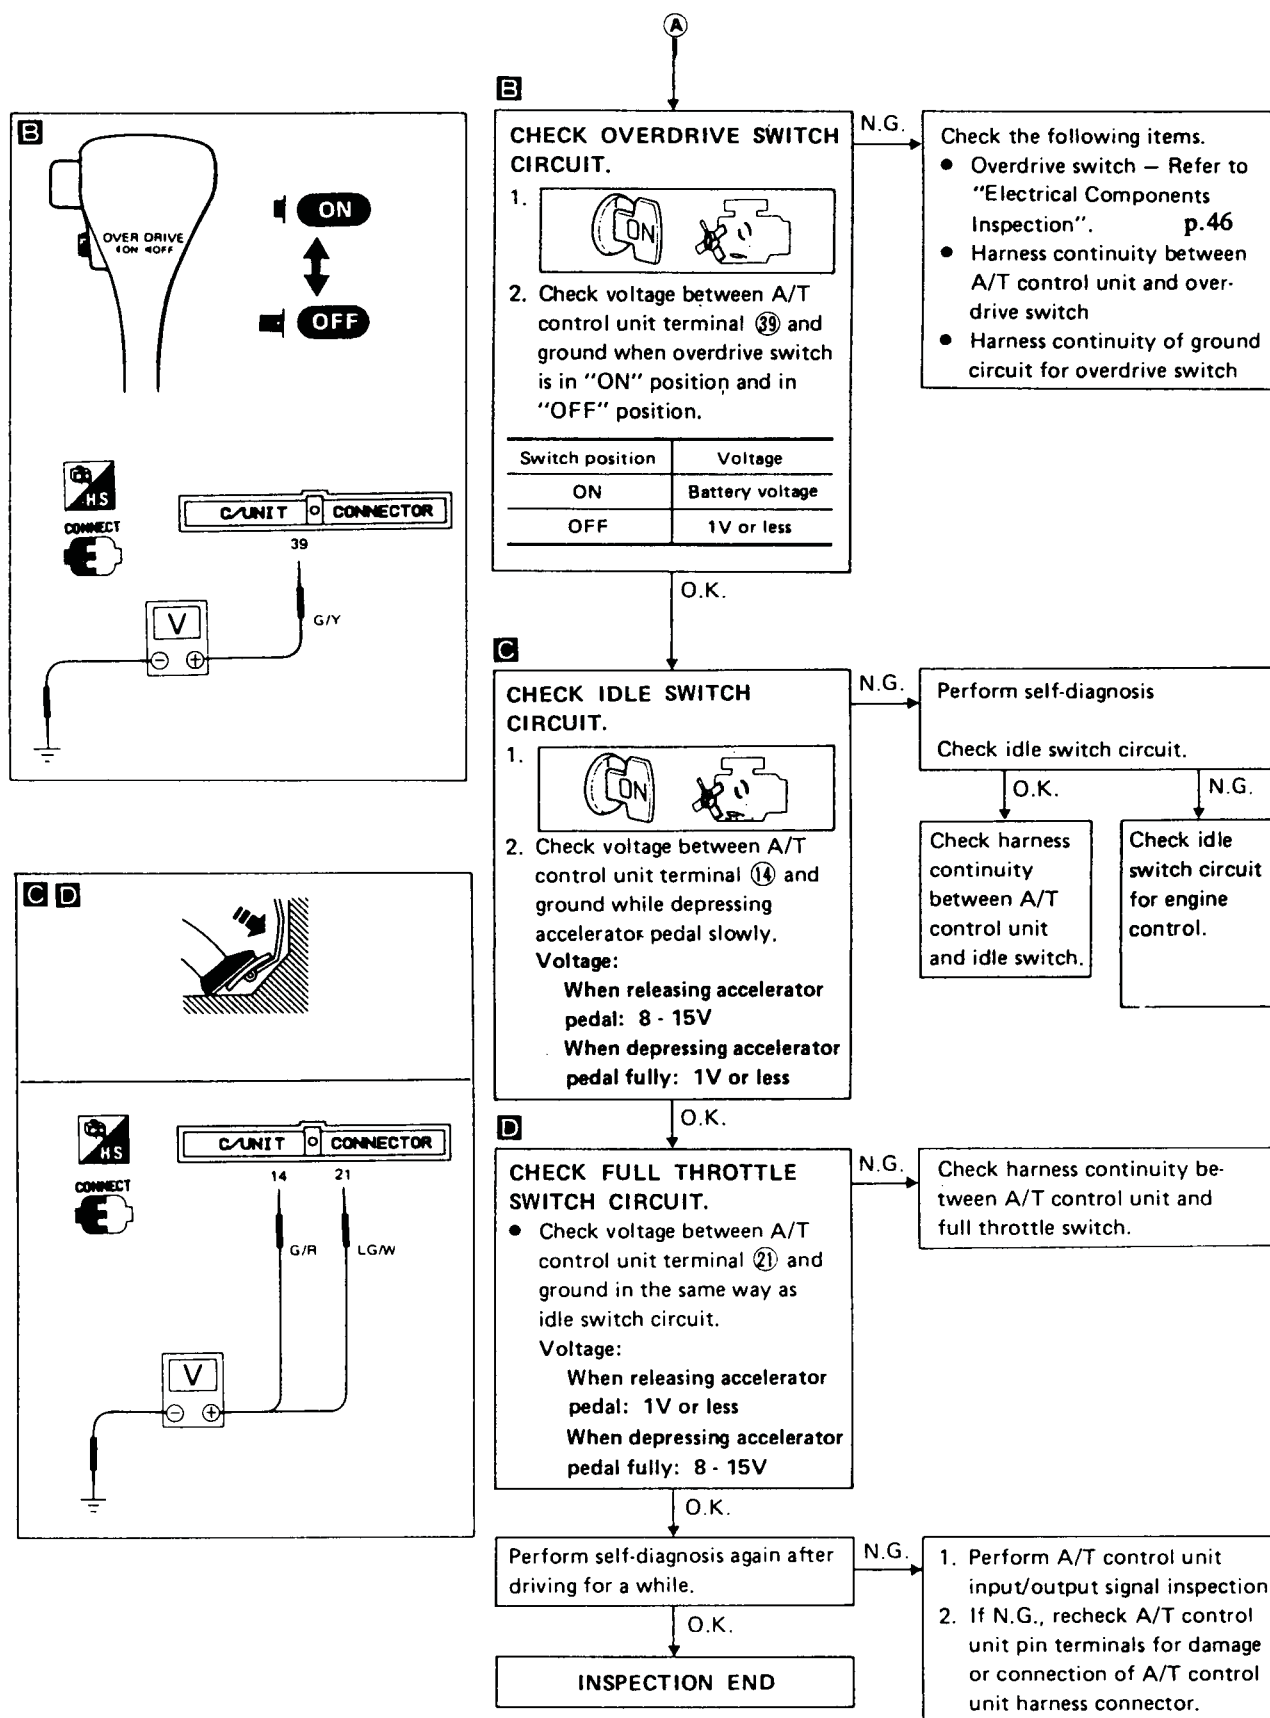 A
B
CHECK OVERDRIVE SWITCH
CIRCUIT.
1.
ON
2. Check voltage between A/T
control unit terminal 39 and
ground when overdrive switch
is in "ON" position and in
"OFF" position.
Switch position Voltage
ON Battery voltage
OFF 1V or less
N.G.
Check the following items.
● Overdrive switch — Refer to
"Electrical Components
Inspection". p.46
● Harness continuity between
A/T control unit and over-
drive switch
● Harness continuity of ground
circuit for overdrive switch
B
OVER DRIVE
ON OFF
ON
OFF
HS
CONNECT
C/UNIT CONNECTOR
39
G/Y
V
− +
O.K.
C
CHECK IDLE SWITCH
CIRCUIT.
1.
ON
2. Check voltage between A/T
control unit terminal 14 and
ground while depressing
accelerator pedal slowly.
Voltage:
When releasing accelerator
pedal: 8 - 15V
When depressing accelerator
pedal fully: 1V or less
N.G.
Perform self-diagnosis
Check idle switch circuit.
O.K.
N.G.
Check harness
continuity
between A/T
control unit
and idle switch.
Check idle
switch circuit
for engine
control.
C D
HS
CONNECT
C/UNIT CONNECTOR
14 21
G/R LG/W
V
− +
O.K.
D
CHECK FULL THROTTLE
SWITCH CIRCUIT.
● Check voltage between A/T
control unit terminal 21 and
ground in the same way as
idle switch circuit.
Voltage:
When releasing accelerator
pedal: 1V or less
When depressing accelerator
pedal fully: 8 - 15V
N.G.
Check harness continuity be-
tween A/T control unit and
full throttle switch.
O.K.
Perform self-diagnosis again after
driving for a while.
N.G.
1. Perform A/T control unit
input/output signal inspection
2. If N.G., recheck A/T control
unit pin terminals for damage
or connection of A/T control
unit harness connector.
O.K.
INSPECTION END